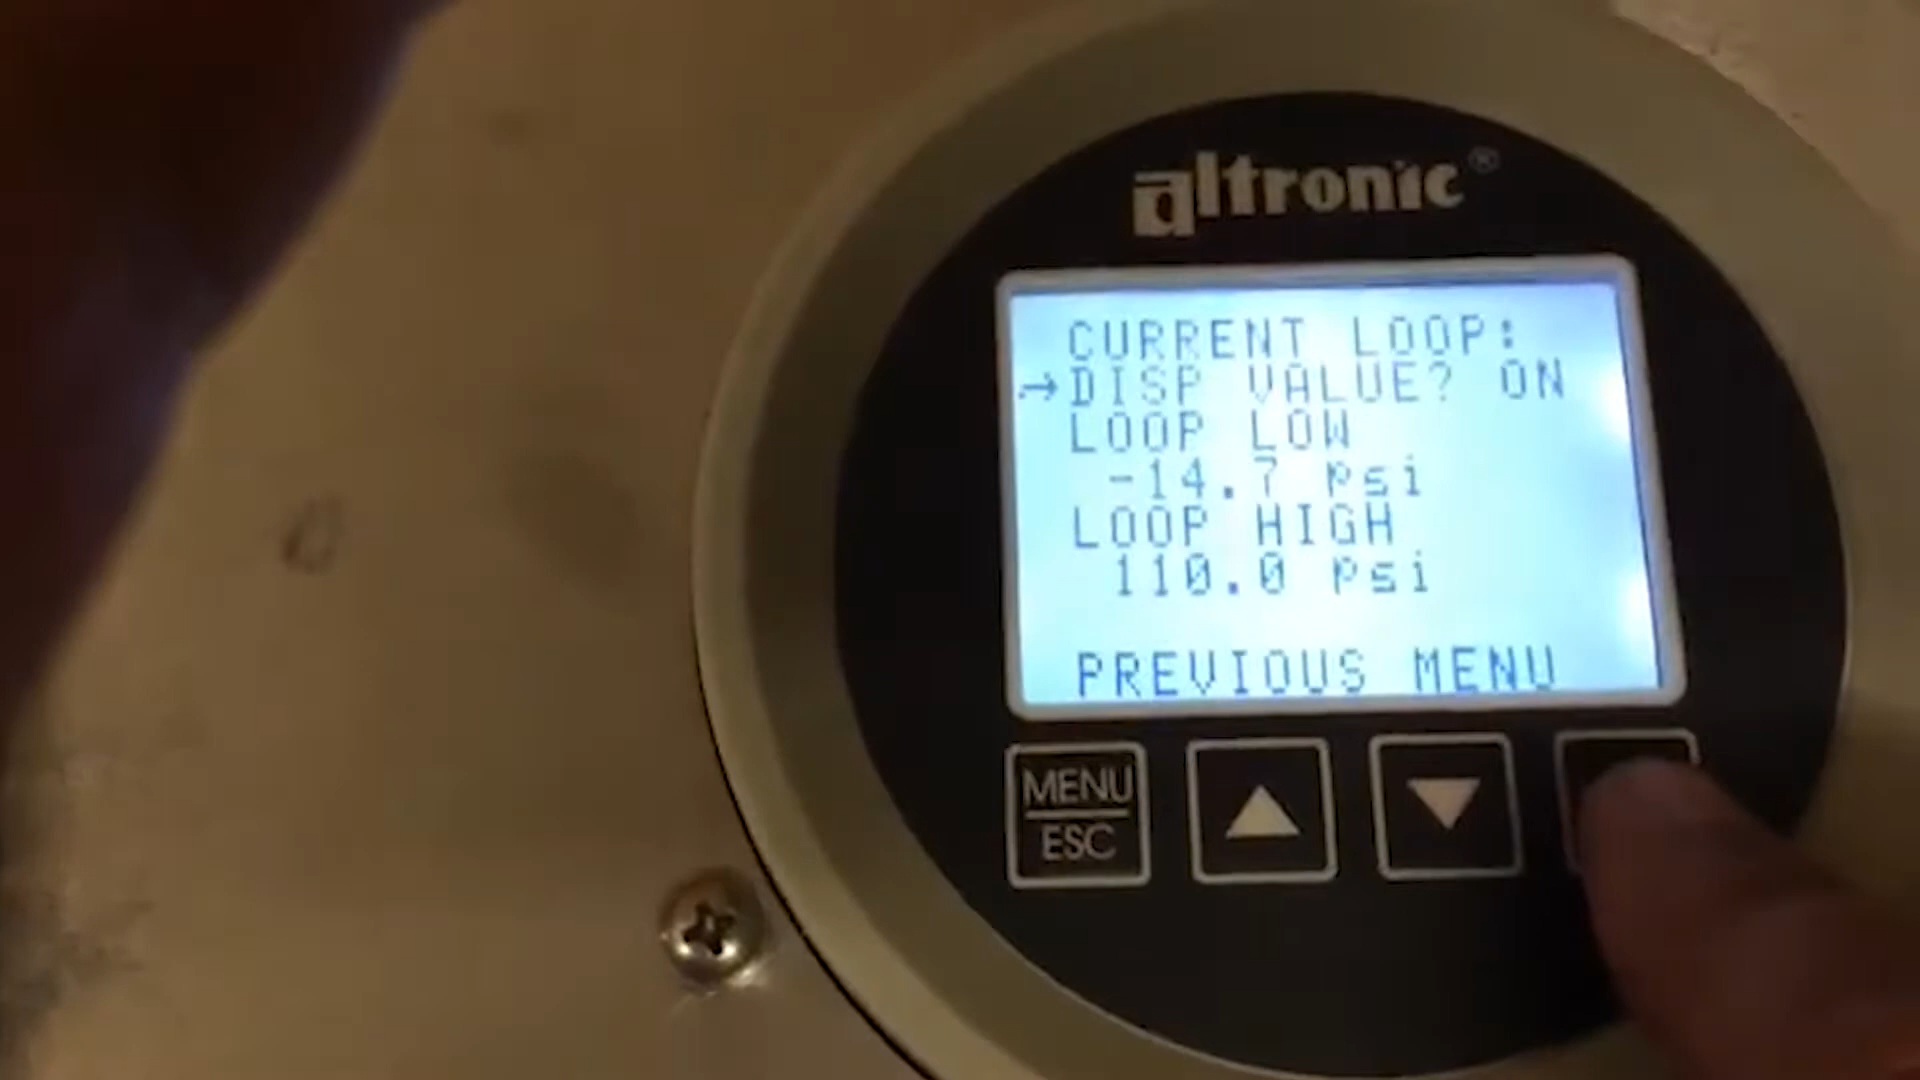 altronic®
CURRENT LOOP:
→DISP VALUE? ON
LOOP LOW
-14.7 psi
LOOP HIGH
110.0 psi
PREVIOUS MENU
MENU
ESC